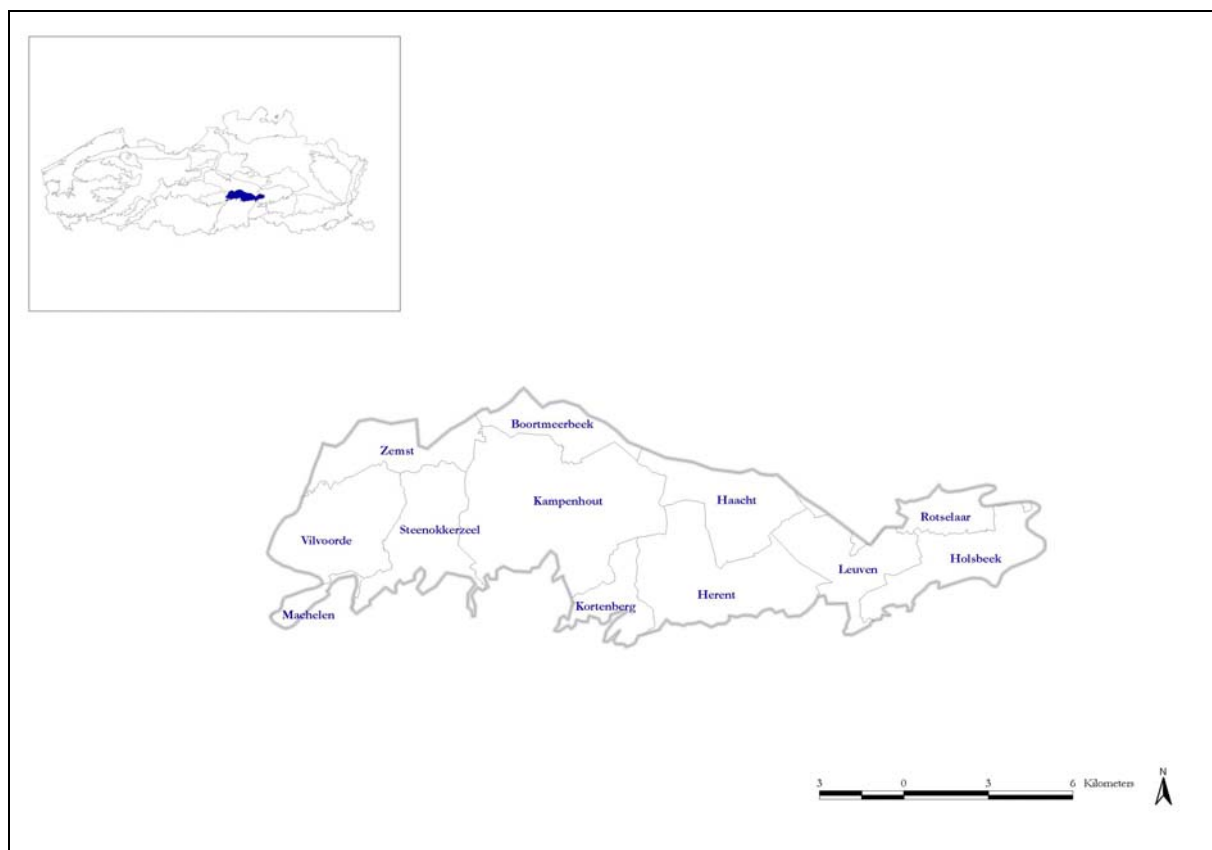 Boortmeerbeek
Zemst
Kampenhout
Haacht
Rotselaar
Steenokkerzeel
Vilvoorde
Holsbeek
Leuven
Herent
Kortenberg
Machelen
3 0 3 6 Kilometers
N